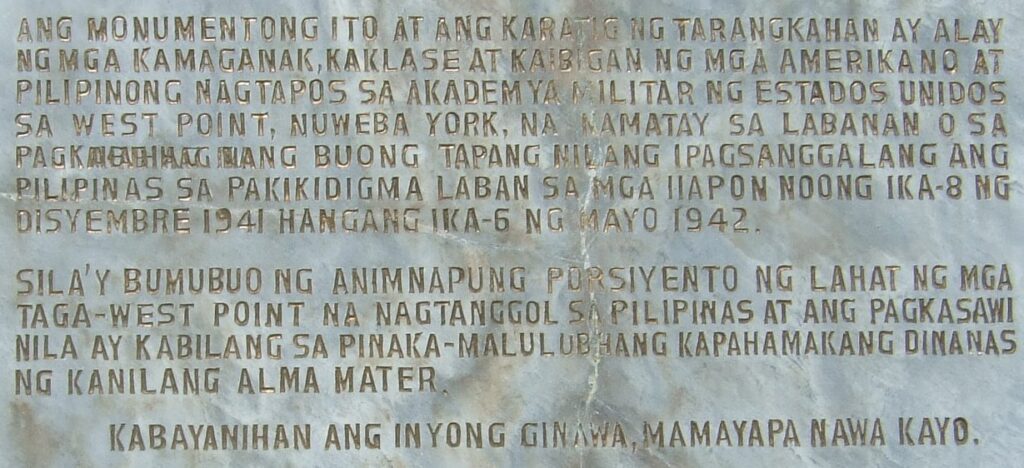 ANG MONUMENTONG ITO AT ANG KARATIG NG TARANGKAHAN AY ALAY
NG MGA KAMAGANAK, KAKLASE AT KAIBIGAN NG MGA AMERIKANO AT
PILIPINONG NAGTAPOS SA AKADEMYA MILITAR NG ESTADOS UNIDOS
SA WEST POINT, NUWEBA YORK, NA NAMATAY SA LABANAN O SA
NANG BUONG TAPANG NILANG IPAGSANGGALANG ANG
PILIPINAS SA PAKIKIDIGMA LABAN SA MGA HAPON NOONG IKA-8 NG
DISYEMBRE 1941 HANGANG IKA-6 NG MAYO 1942.
SILA'Y BUMUBUO NG ANIMNAPUNG PORSIYENTO NG LAHAT NG MGA
TAGA-WEST POINT NA NAGTANGGOL SA PILIPINAS AT ANG PAGKASAWI
NILA AY KABILANG SA PINAKA-MALULUBHANG KAPAHAMAKANG DINANAS
NG KANILANG ALMA MATER.
KABAYANIHAN ANG INYONG GINAWA, MAMAYAPA NAWA KAYO.